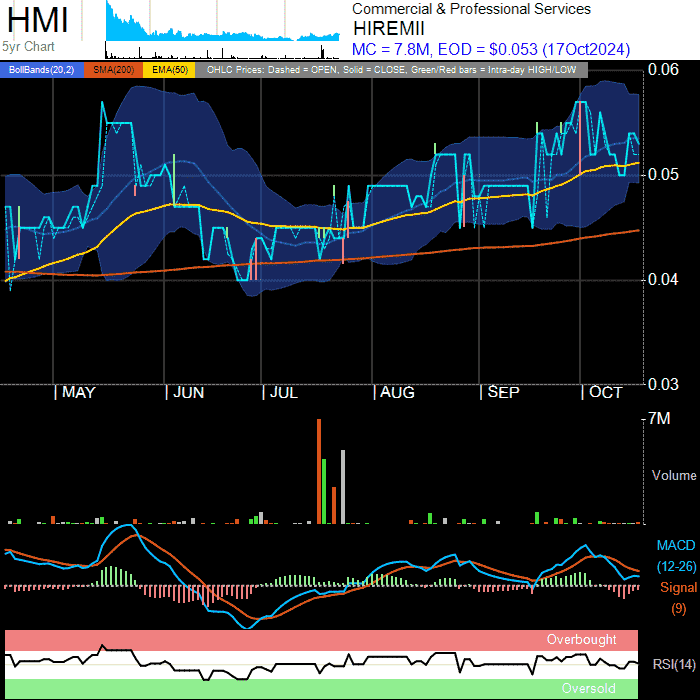 HMI
5yr Chart
Commercial & Professional Services
HIREMII
MC = 7.8M, EOD = $0.053 (17Oct2024)
BollBands(20,2) SMA(200) EMA(50) OHLC Prices: Dashed = OPEN, Solid = CLOSE, Green/Red bars = Intra-day HIGH/LOW
0.06
0.05
0.04
0.03
MAY JUN JUL AUG SEP OCT
7M
Volume
MACD
(12-26)
Signal
(9)
Overbought
RSI(14)
Oversold